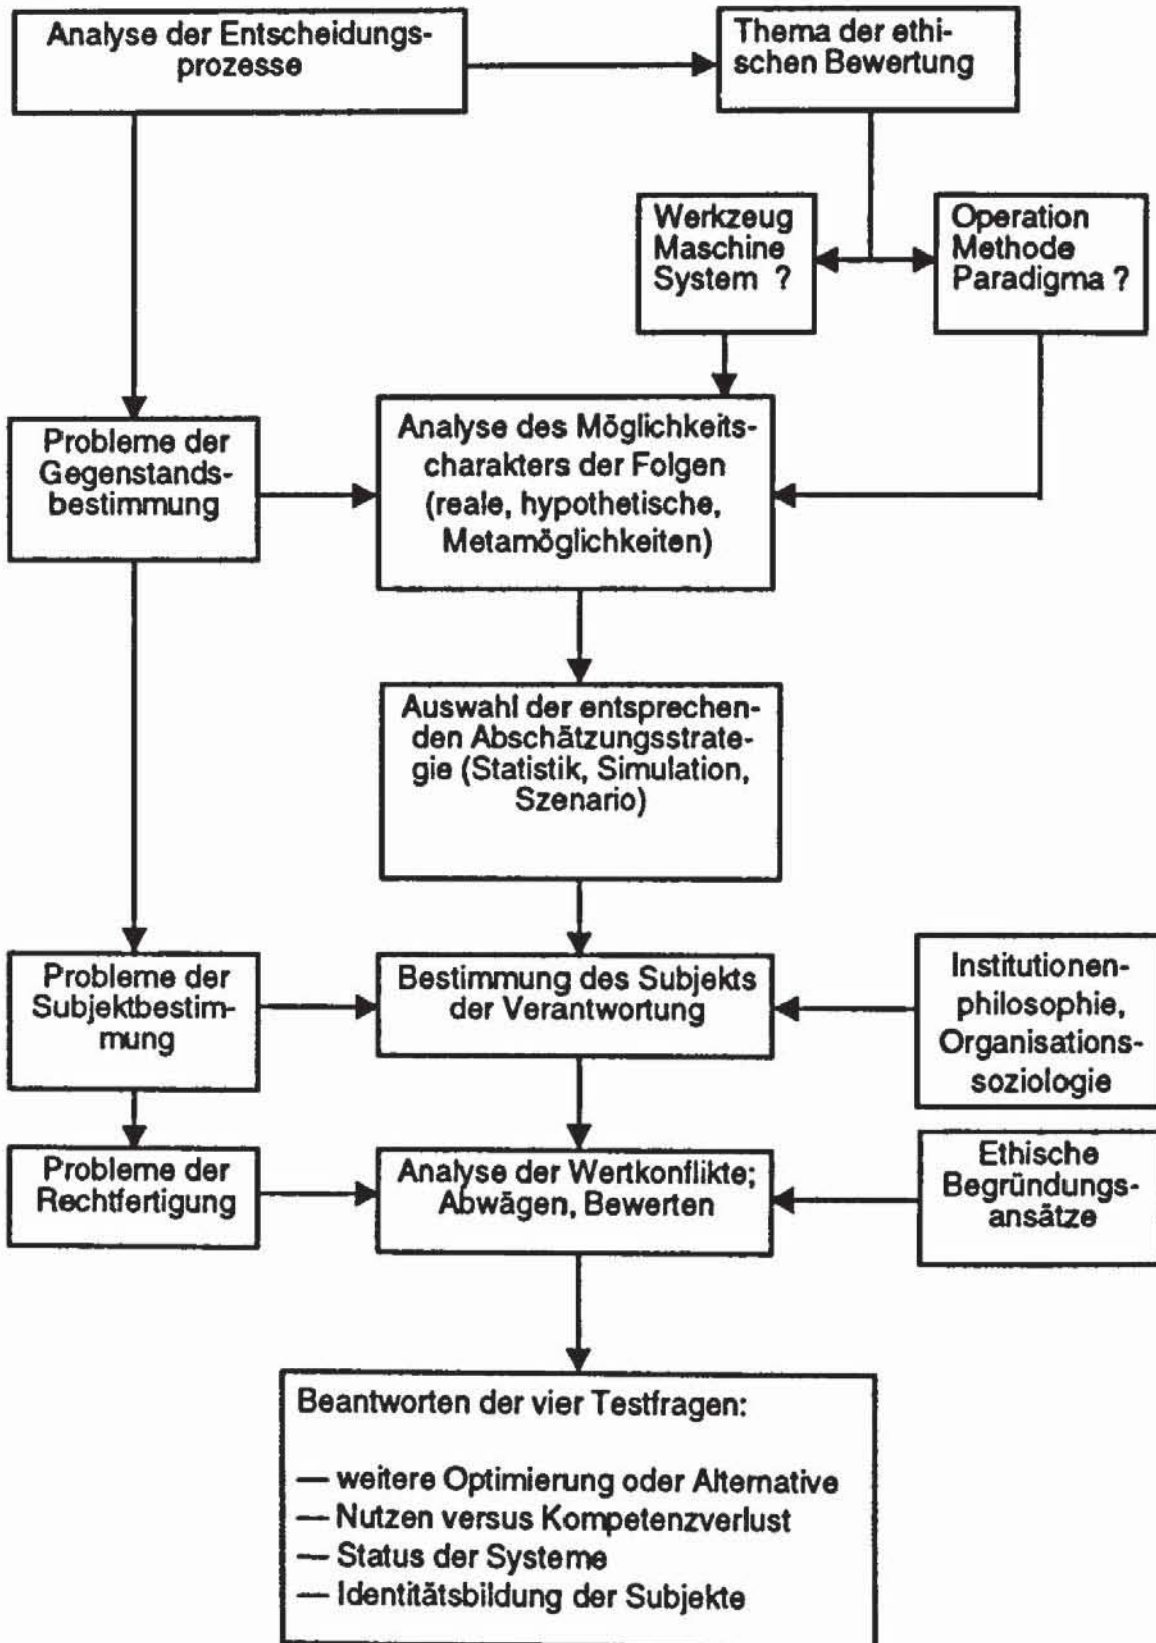 Analyse der Entscheidungs-
prozesse
Thema der ethi-
schen Bewertung
Werkzeug
Maschine
System ?
Operation
Methode
Paradigma ?
Probleme der
Gegenstands-
bestimmung
Analyse des Möglichkeits-
charakters der Folgen
(reale, hypothetische,
Metamöglichkeiten)
Auswahl der entsprechen-
den Abschätzungsstrate-
gie (Statistik, Simulation,
Szenario)
Probleme der
Subjektbestim-
mung
Bestimmung des Subjekts
der Verantwortung
Institutionen-
philosophie,
Organisations-
soziologie
Probleme der
Rechtfertigung
Analyse der Wertkonflikte;
Abwägen, Bewerten
Ethische
Begründungs-
ansätze
Beantworten der vier Testfragen:
— weitere Optimierung oder Alternative
— Nutzen versus Kompetenzverlust
— Status der Systeme
— Identitätsbildung der Subjekte